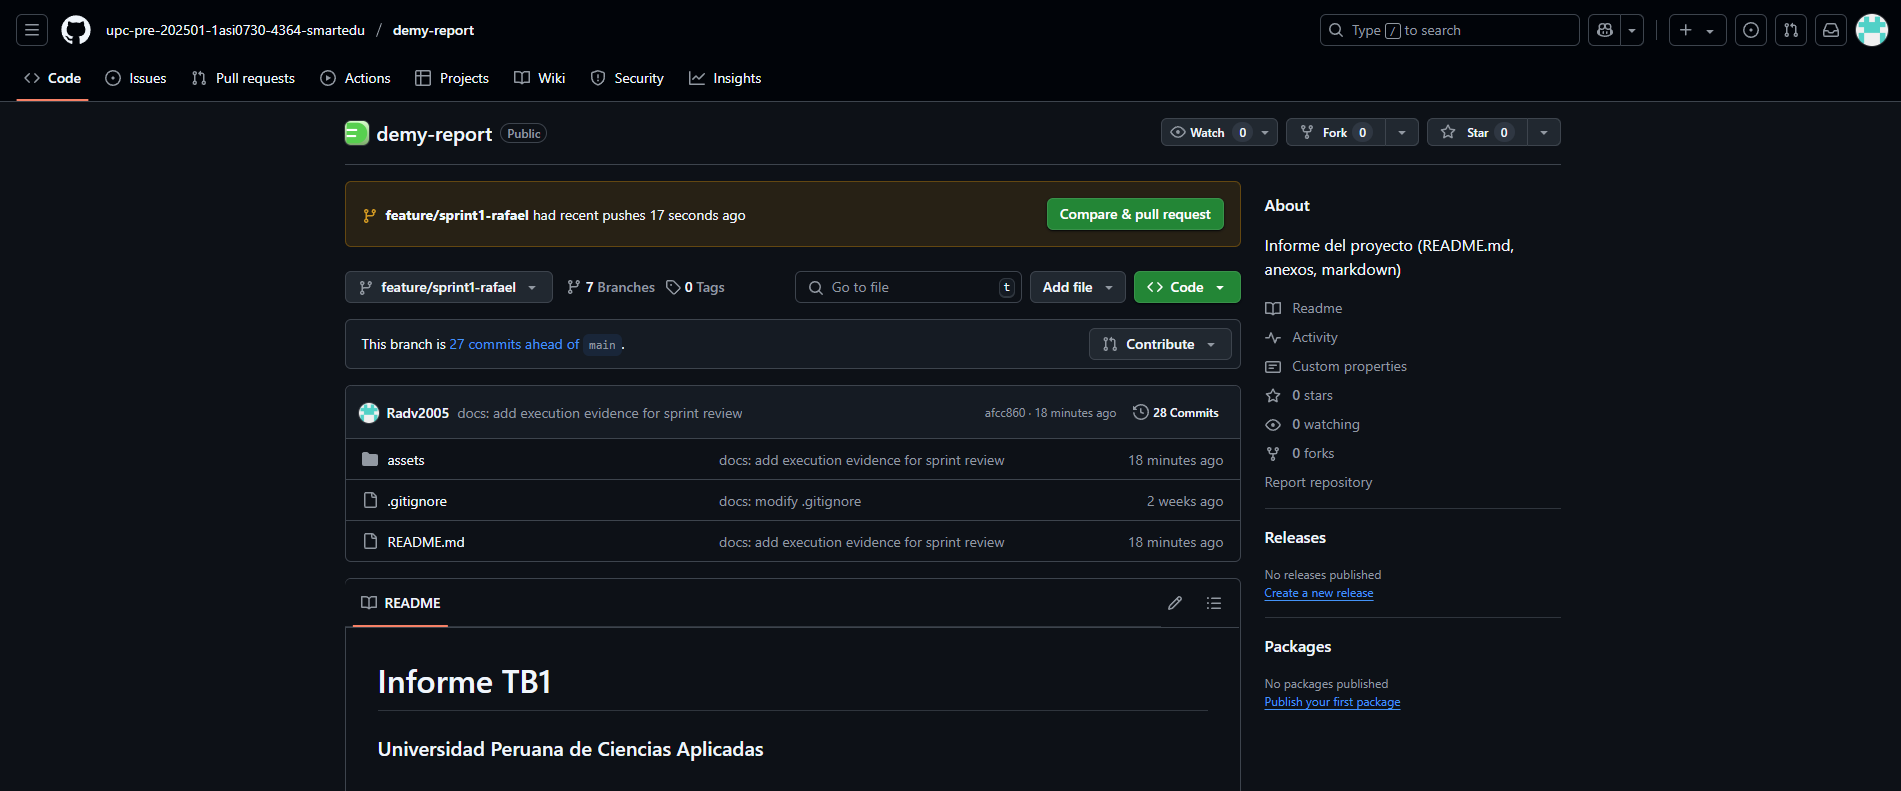 upc-pre-202501-1asi0730-4364-smartedu / demy-report
Type / to search
Code
Issues
Pull requests
Actions
Projects
Wiki
Security
Insights
demy-report Public
Watch 0
Fork 0
Star 0
feature/sprint1-rafael had recent pushes 17 seconds ago
Compare & pull request
feature/sprint1-rafael
7 Branches
0 Tags
Go to file t
Add file
Code
This branch is 27 commits ahead of main.
Contribute
Radv2005 docs: add execution evidence for sprint review afcc860 · 18 minutes ago 28 Commits
assets docs: add execution evidence for sprint review 18 minutes ago
.gitignore docs: modify .gitignore 2 weeks ago
README.md docs: add execution evidence for sprint review 18 minutes ago
README
Informe TB1
Universidad Peruana de Ciencias Aplicadas
About
Informe del proyecto (README.md,
anexos, markdown)
Readme
Activity
Custom properties
0 stars
0 watching
0 forks
Report repository
Releases
No releases published
Create a new release
Packages
No packages published
Publish your first package